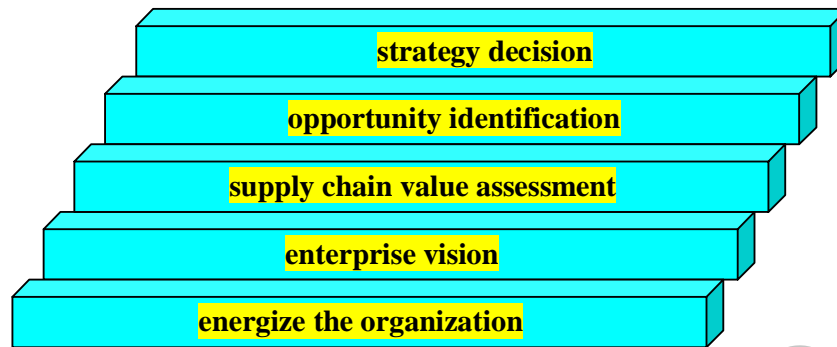 strategy decision
opportunity identification
supply chain value assessment
enterprise vision
energize the organization